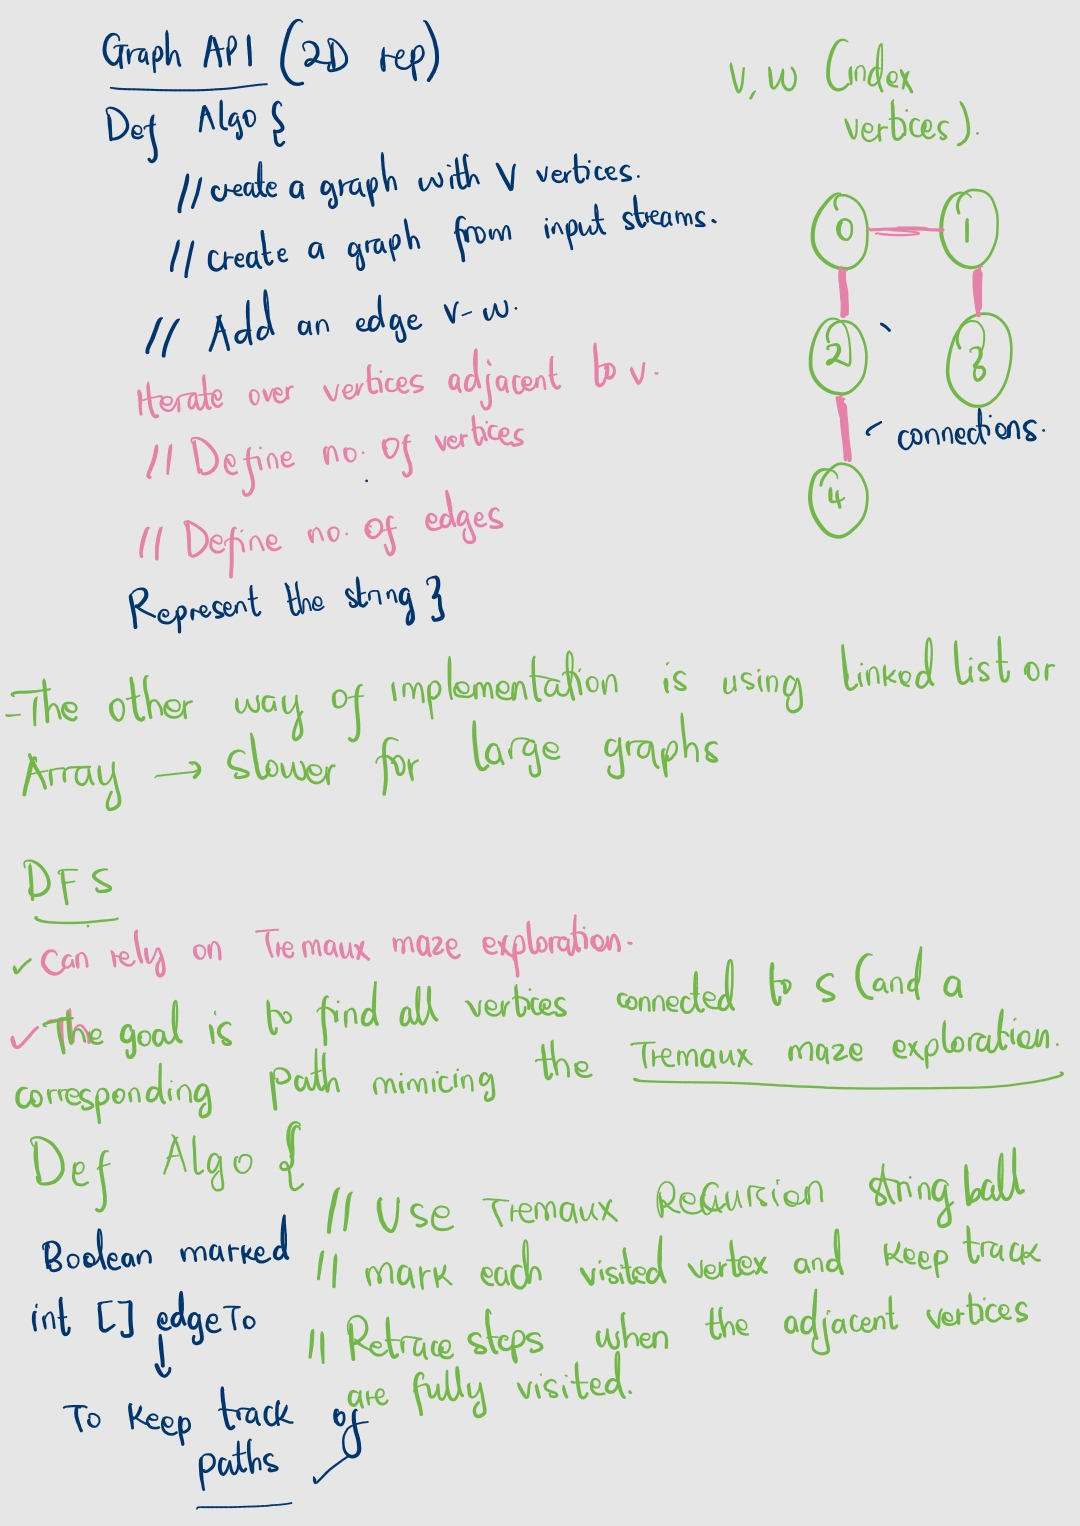 Graph API (2D rep)
v, w (index
vertices).
Def Algo {
// create a graph with V vertices.
// create a graph from input streams.
// Add an edge v-w.
Iterate over vertices adjacent to v.
// Define no. of vertices
// Define no. of edges
Represent the string }
0 1
2 3
connections.
4
-The other way of implementation is using Linked list or
Array → slower for large graphs
DFS
✓ Can rely on Tremaux maze exploration.
✓ The goal is to find all vertices connected to s (and a
corresponding path mimicing the Tremaux maze exploration.
Def Algo {
// Use Tremaux Recursion string ball
Boolean marked
// mark each visited vertex and keep track
int [] edgeTo
// Retrace steps when the adjacent vertices
are fully visited.
↓
To keep track of
paths ✓